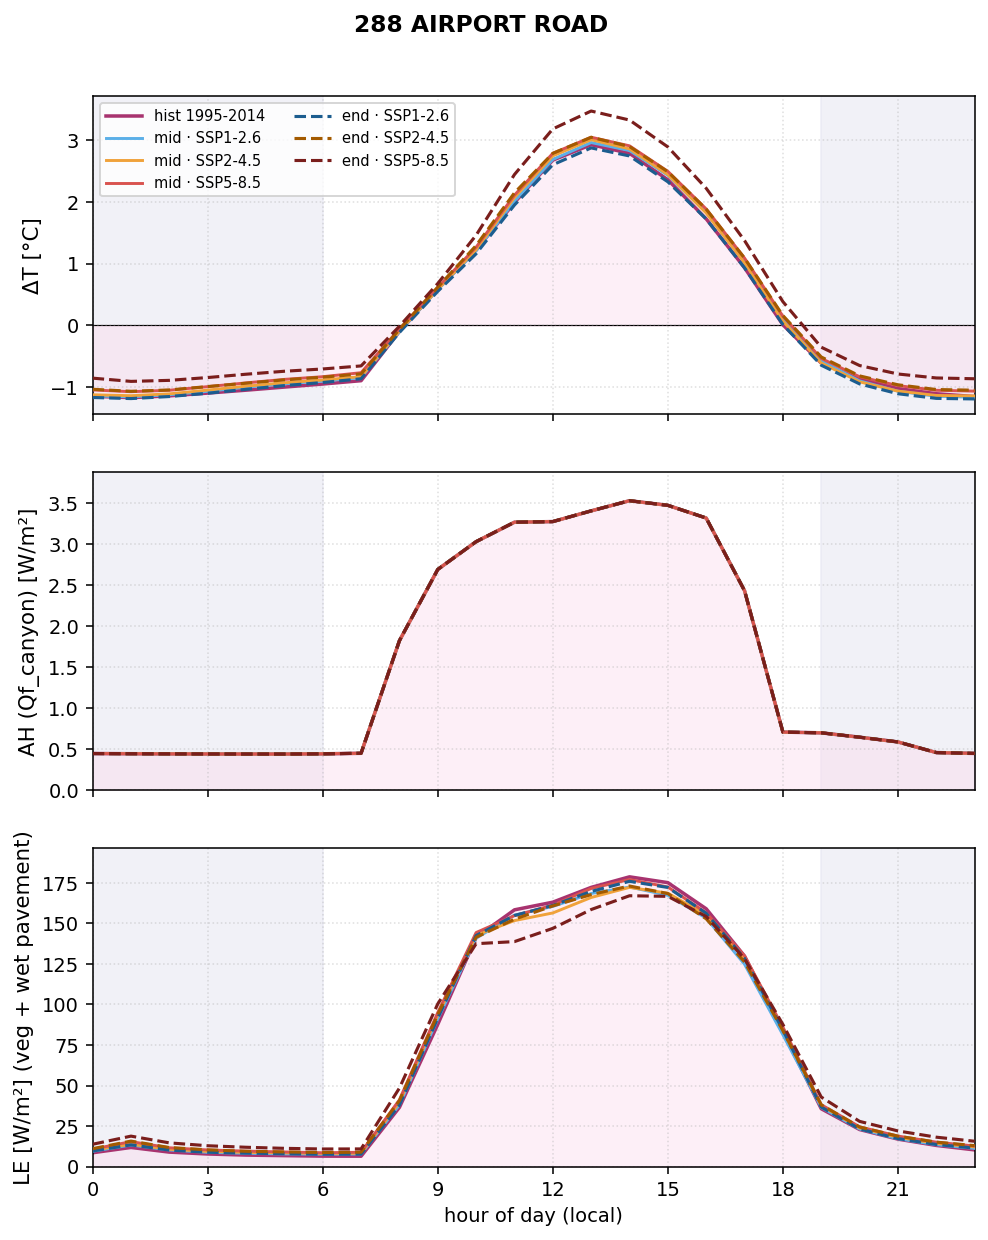 288 AIRPORT ROAD
hist 1995-2014
mid · SSP1-2.6
mid · SSP2-4.5
mid · SSP5-8.5
end · SSP1-2.6
end · SSP2-4.5
end · SSP5-8.5
ΔT [°C]
3
2
1
0
−1
AH (Qf_canyon) [W/m²]
3.5
3.0
2.5
2.0
1.5
1.0
0.5
0.0
LE [W/m²] (veg + wet pavement)
175
150
125
100
75
50
25
0
0 3 6 9 12 15 18 21
hour of day (local)